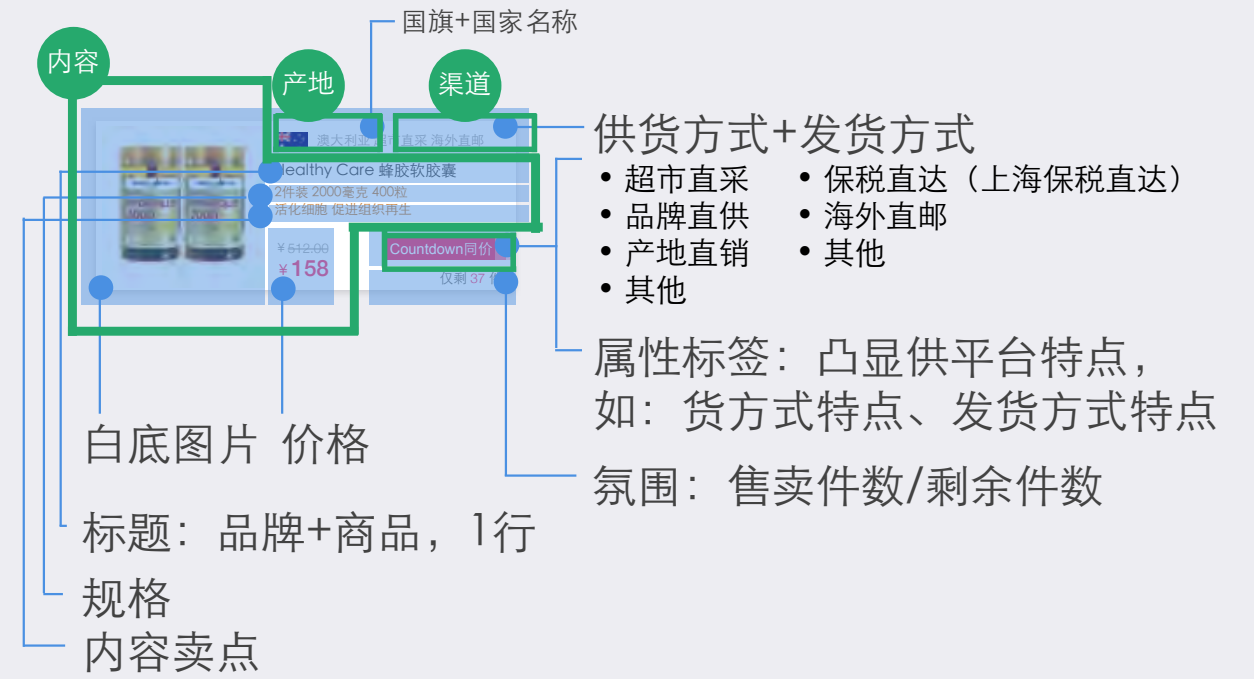 国旗+国家名称
内容
产地
渠道
澳大利亚 超市直采 海外直邮
Healthy Care 蜂胶软胶囊
2件装 2000毫克 400粒
活化细胞 促进组织再生
¥512.00
¥158
Countdown同价
仅剩 37 件
供货方式+发货方式
• 超市直采
• 品牌直供
• 产地直销
• 其他
• 保税直达（上海保税直达）
• 海外直邮
• 其他
属性标签：凸显供平台特点，
如：货方式特点、发货方式特点
氛围：售卖件数/剩余件数
白底图片 价格
标题：品牌+商品，1行
规格
内容卖点